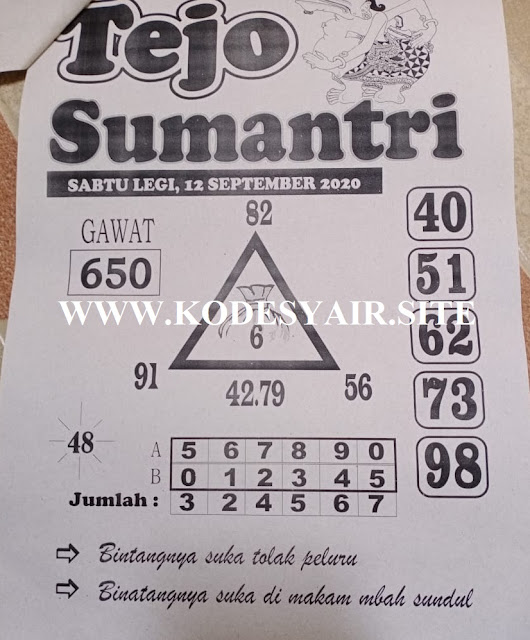 Tejo
Sumantri
SABTU LEGI, 12 SEPTEMBER 2020
82
40
GAWAT
650
51
WWW.KODESYAIR.SITE
6
62
91
42.79
56
73
48
A 5 6 7 8 9 0
B 0 1 2 3 4 5
98
Jumlah : 3 2 4 5 6 7
Bintangnya suka tolak peluru
Binatangnya suka di makam mbah sundul